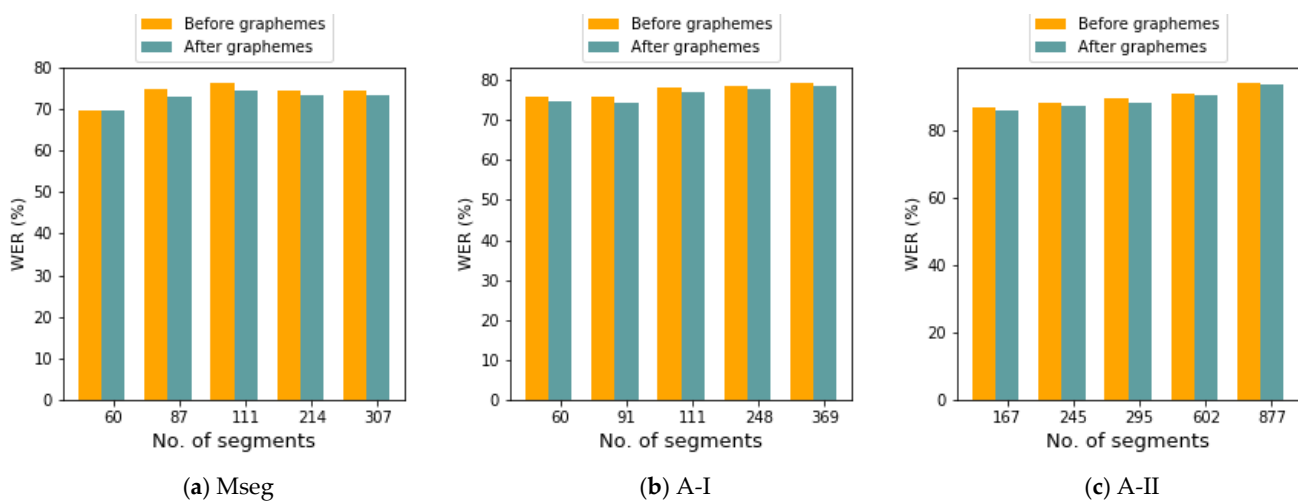 Before graphemes
After graphemes
80
70
60
50
40
30
20
10
0
WER (%)
60 87 111 214 307
No. of segments
(a) Mseg
Before graphemes
After graphemes
80
70
60
50
40
30
20
10
0
WER (%)
60 91 111 248 369
No. of segments
(b) A-I
Before graphemes
After graphemes
80
60
40
20
0
WER (%)
167 245 295 602 877
No. of segments
(c) A-II